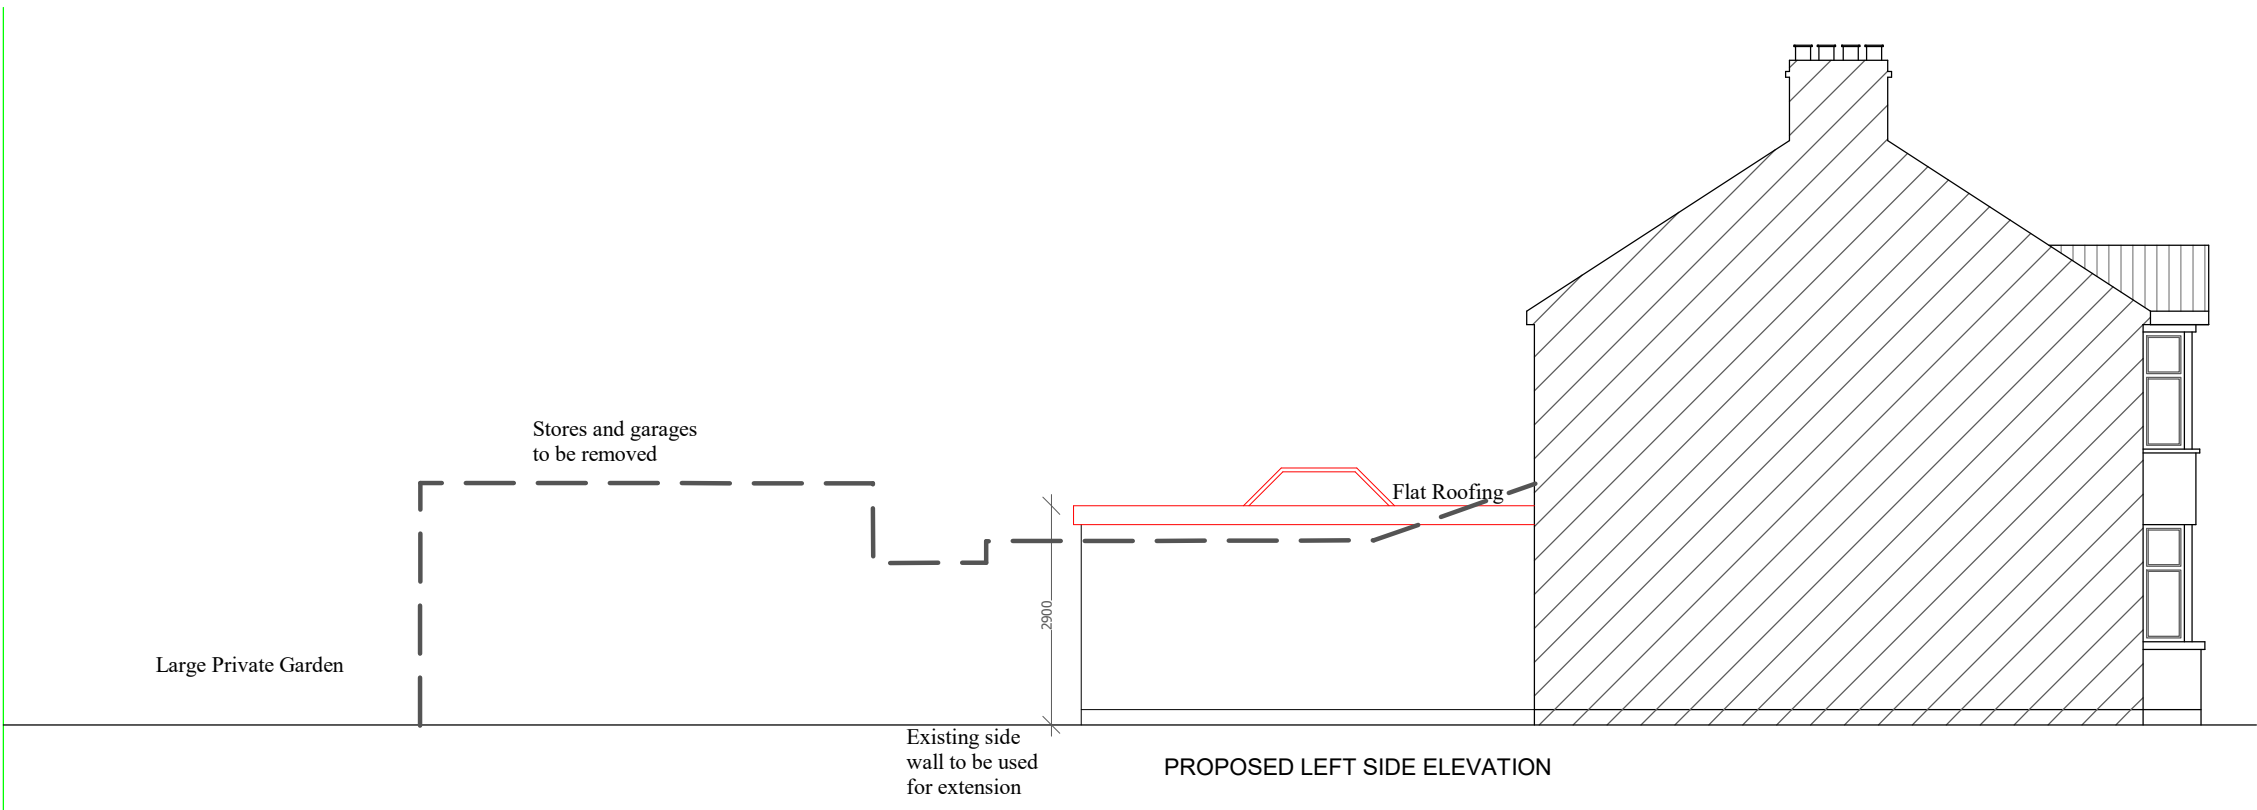 Stores and garages
to be removed
Flat Roofing
2900
Large Private Garden
Existing side
wall to be used
for extension
PROPOSED LEFT SIDE ELEVATION